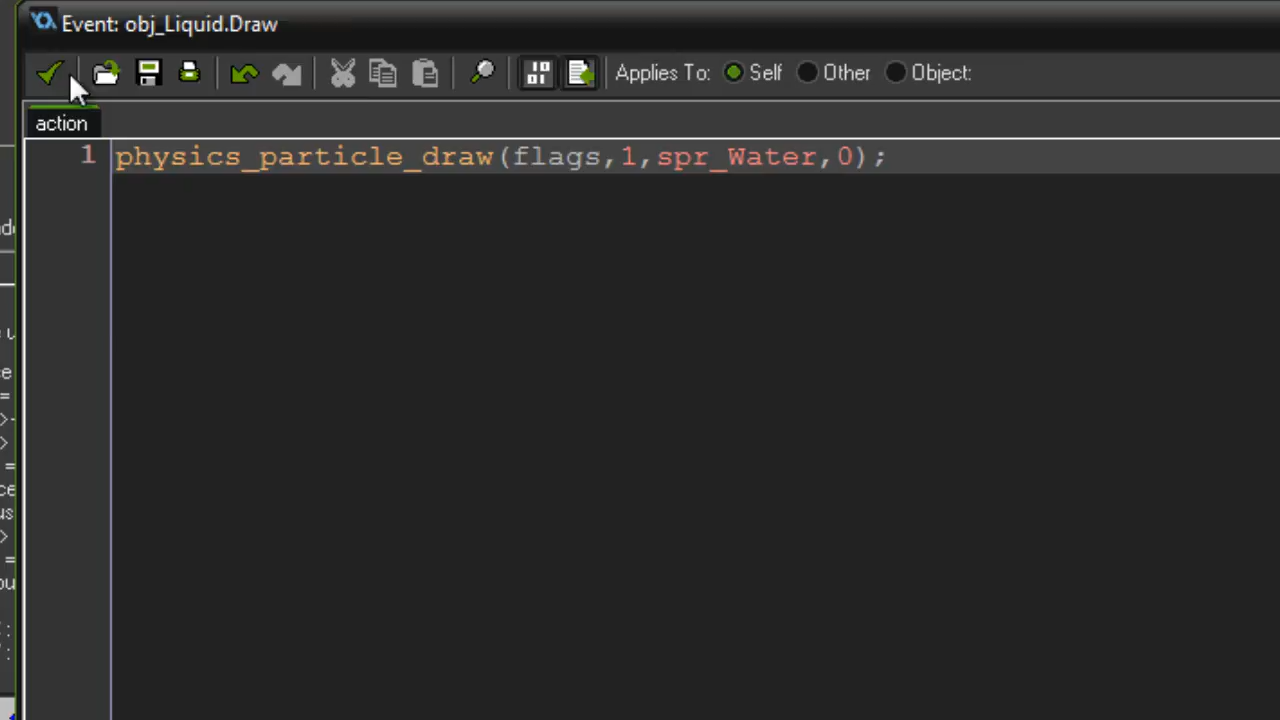 Event: obj_Liquid.Draw
Applies To: Self Other Object:
action
1 physics_particle_draw(flags,1,spr_Water,0);